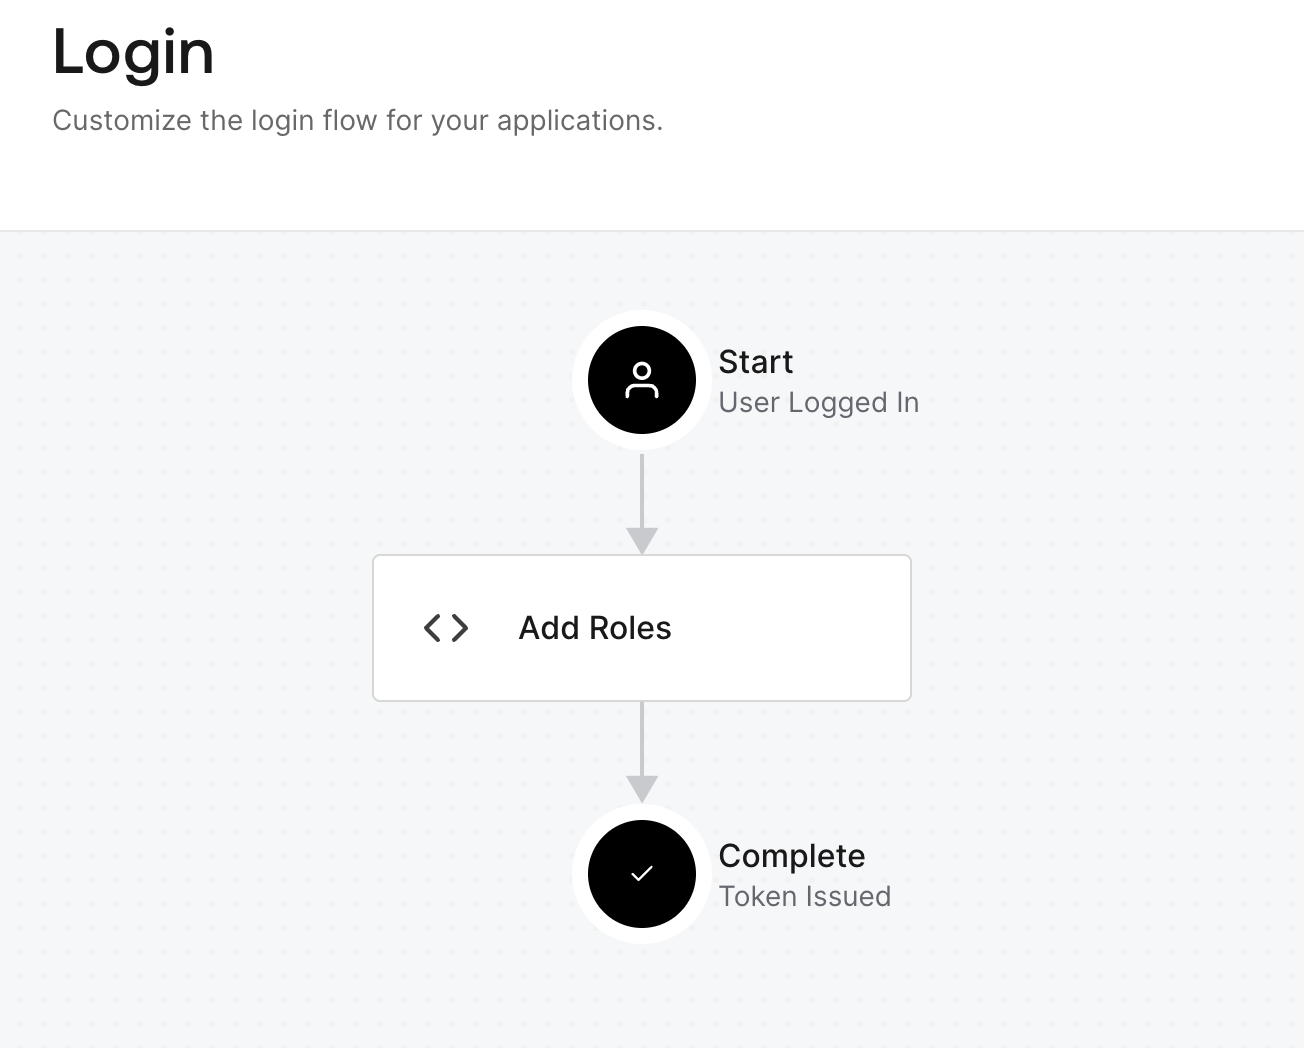 Login
Customize the login flow for your applications.
Start
User Logged In
Add Roles
Complete
Token Issued